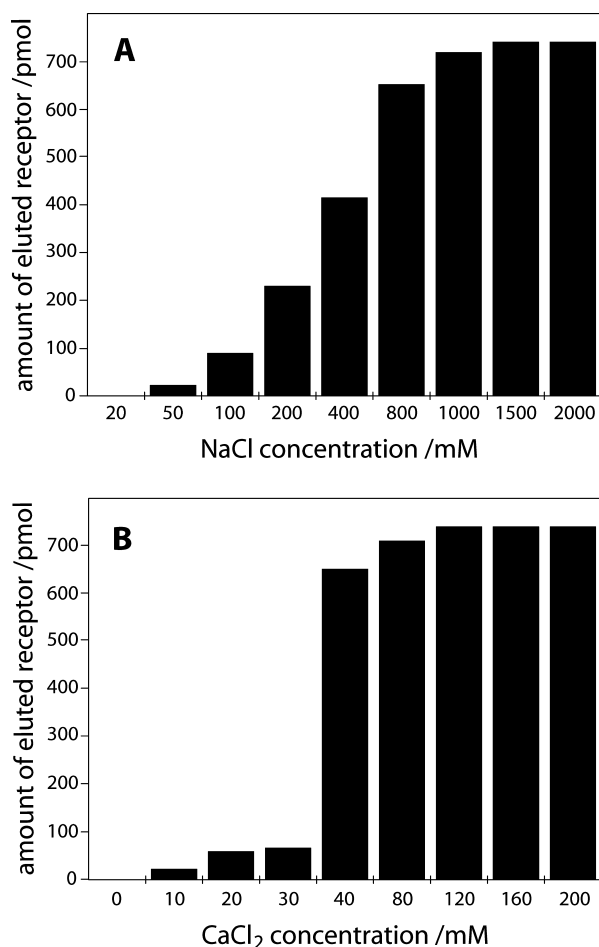 A
amount of eluted receptor /pmol
700
600
500
400
300
200
100
0
20 50 100 200 400 800 1000 1500 2000
NaCl concentration /mM
B
amount of eluted receptor /pmol
700
600
500
400
300
200
100
0
0 10 20 30 40 80 120 160 200
CaCl₂ concentration /mM